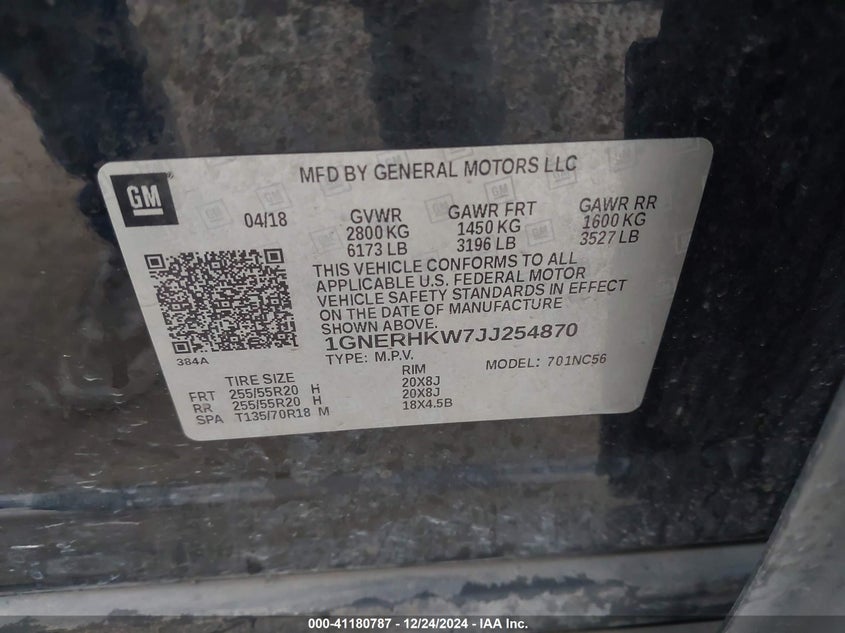 MFD BY GENERAL MOTORS LLC
GM
04/18
GVWR GAWR FRT GAWR RR
2800 KG 1450 KG 1600 KG
6173 LB 3196 LB 3527 LB
THIS VEHICLE CONFORMS TO ALL
APPLICABLE U.S. FEDERAL MOTOR
VEHICLE SAFETY STANDARDS IN EFFECT
ON THE DATE OF MANUFACTURE
SHOWN ABOVE.
1GNERHKW7JJ254870
384A
TYPE: M.P.V. MODEL: 701NC56
TIRE SIZE RIM
FRT 255/55R20 H 20X8J
RR 255/55R20 H 20X8J
SPA T135/70R18 M 18X4.5B
000-41180787 - 12/24/2024 - IAA Inc.